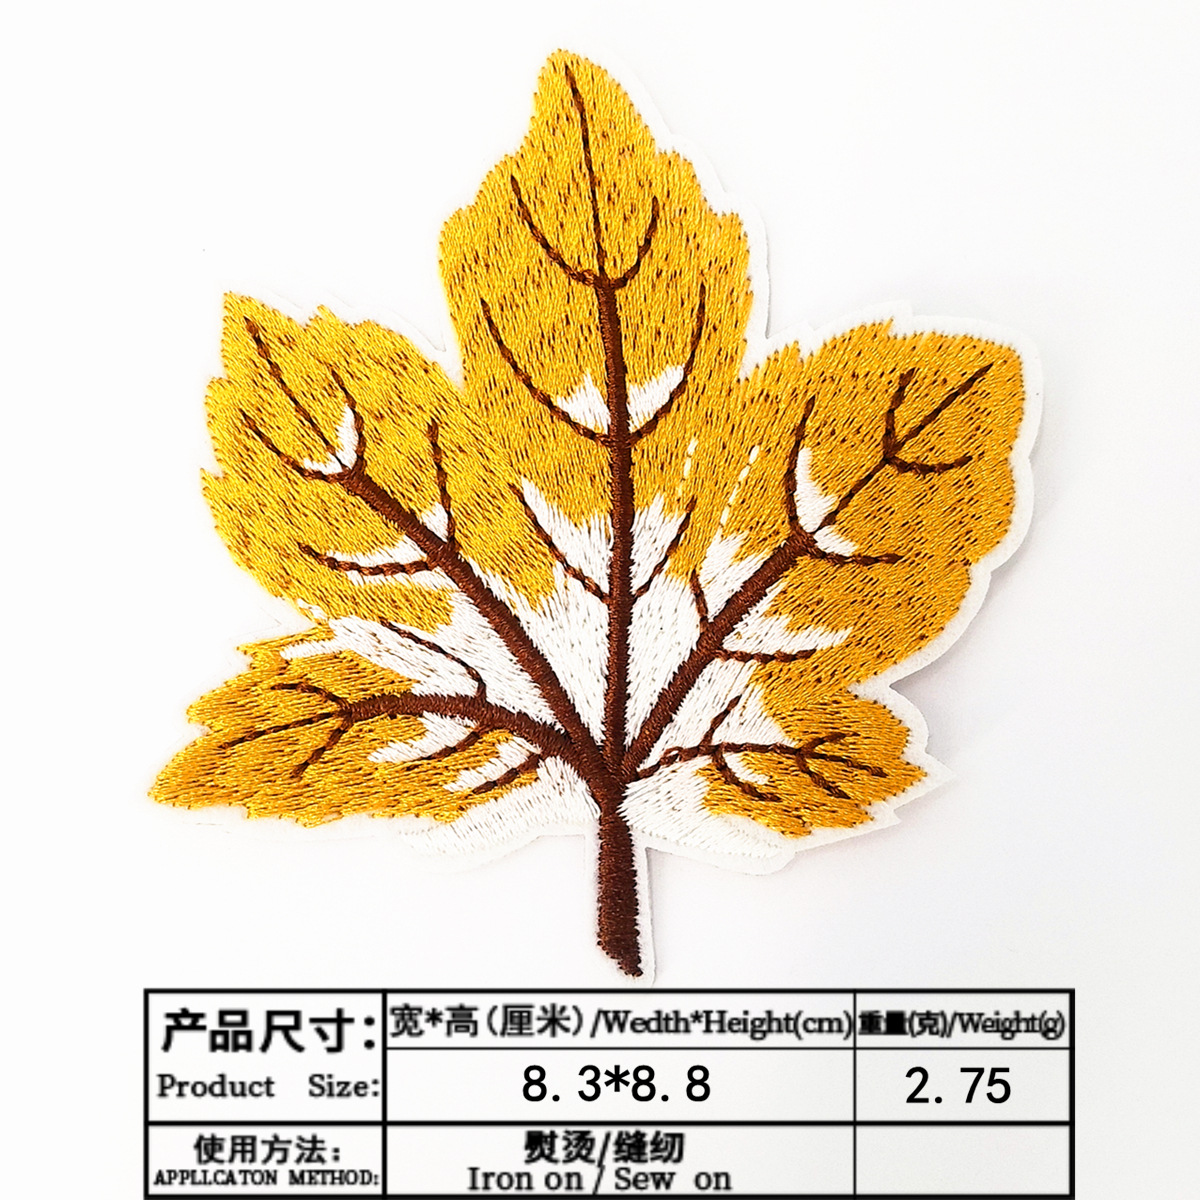 产品尺寸: 宽*高(厘米)/Wedth*Height(cm) 重量(克)/Weight(g)
Product Size: 8.3*8.8 2.75
使用方法: 熨烫/缝纫
APPLLCATON METHOD: Iron on / Sew on